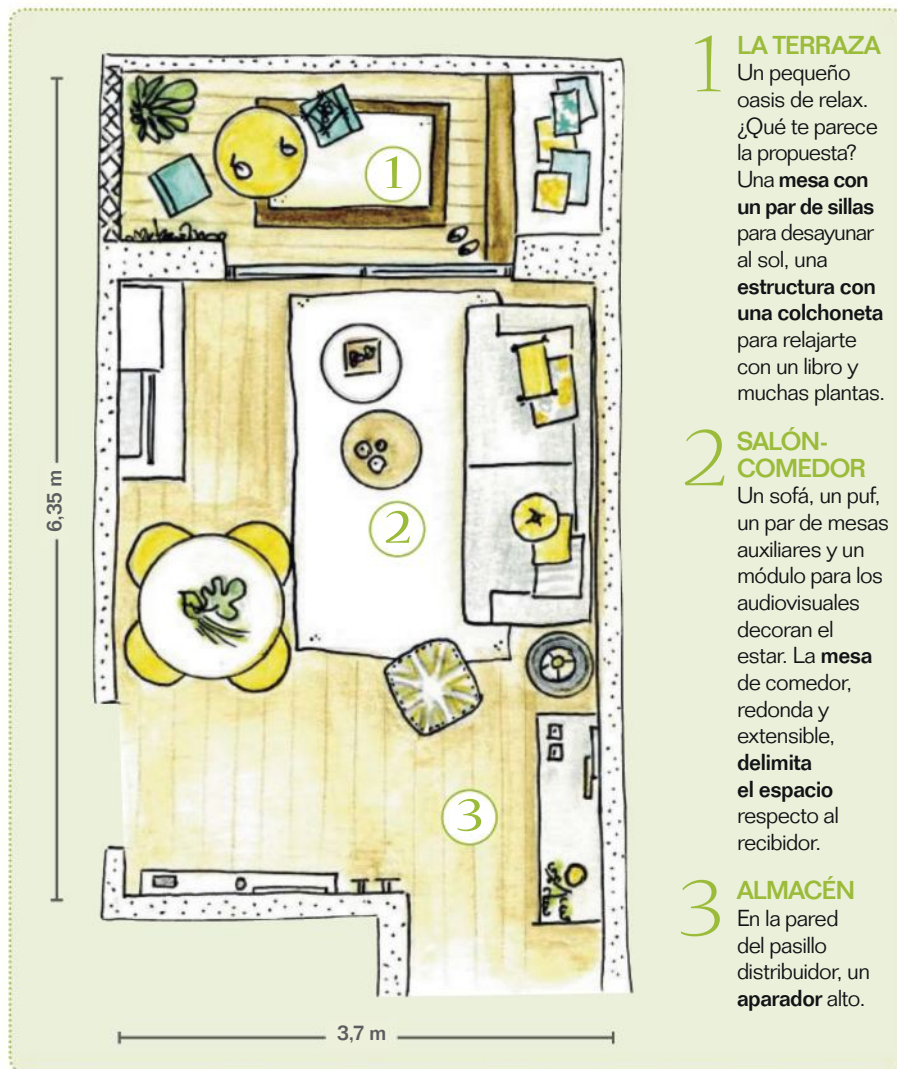 1
LA TERRAZA
Un pequeño
oasis de relax.
¿Qué te parece
la propuesta?
Una mesa con
un par de sillas
para desayunar
al sol, una
estructura con
una colchoneta
para relajarte
con un libro y
muchas plantas.
2
SALÓN-
COMEDOR
Un sofá, un puf,
un par de mesas
auxiliares y un
módulo para los
audiovisuales
decoran el
estar. La mesa
de comedor,
redonda y
extensible,
delimita
el espacio
respecto al
recibidor.
3
ALMACÉN
En la pared
del pasillo
distribuidor, un
aparador alto.
1
2
3
6,35 m
3,7 m